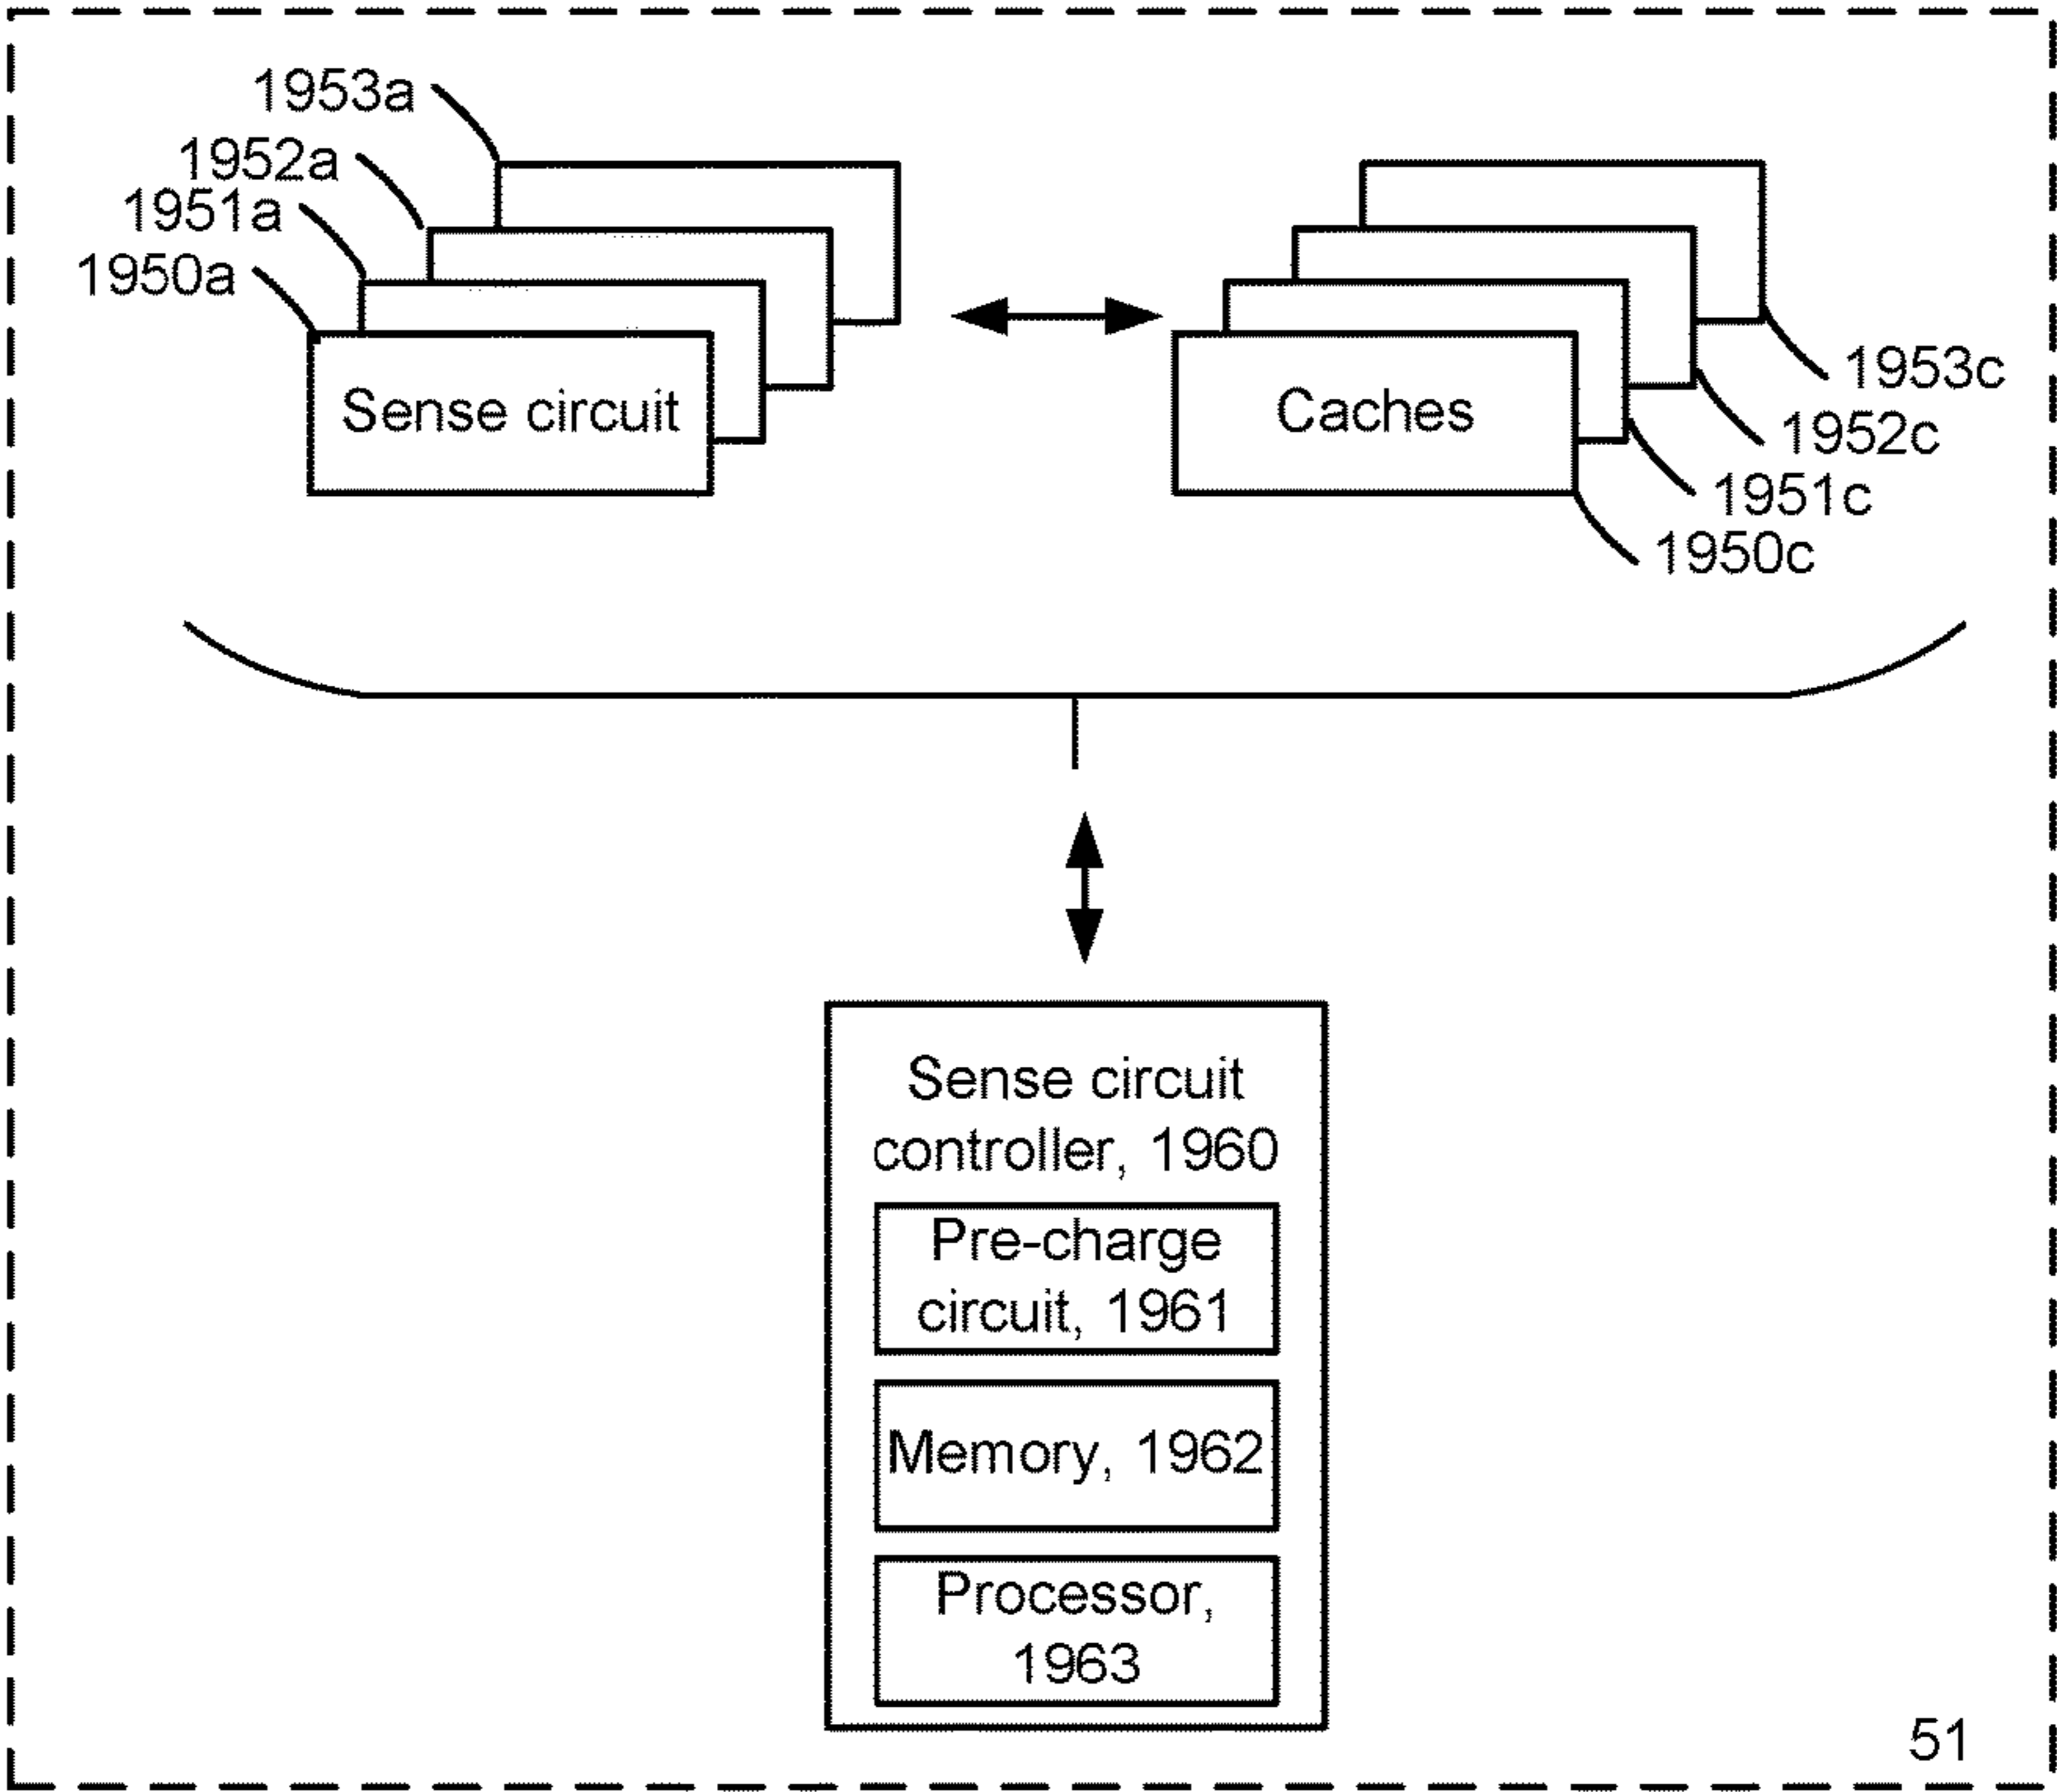 1953a
1952a
1951a
1950a
Sense circuit
Caches
1953c
1952c
1951c
1950c
Sense circuit
controller, 1960
Pre-charge
circuit, 1961
Memory, 1962
Processor,
1963
51